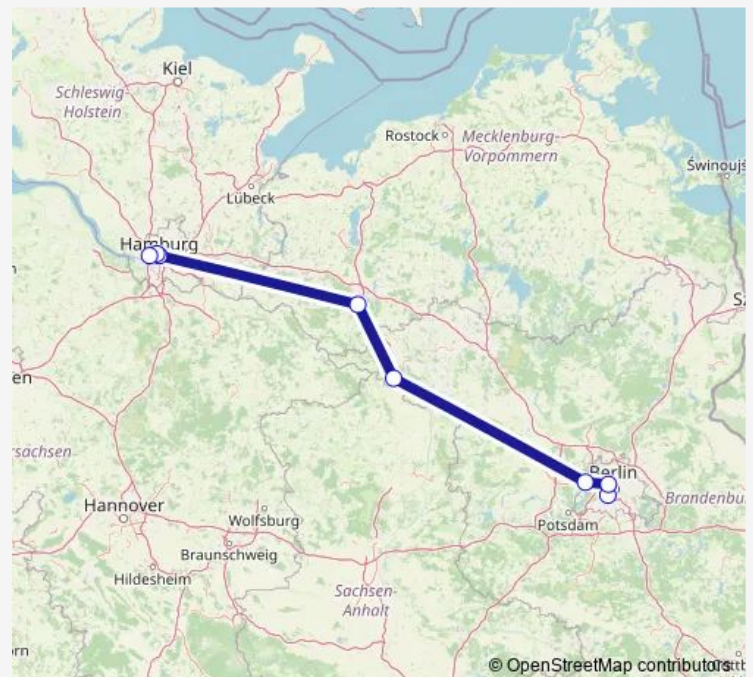 Kiel
Schleswig-
Holstein
Rostock
Mecklenburg-
Vorpommern
Świnoujś
Lübeck
Hamburg
en
rsachsen
Berlin
Hannover
Wolfsburg
Potsdam
Brandenbu
Braunschweig
Hildesheim
Sachsen-
Anhalt
© OpenStreetMap contributors